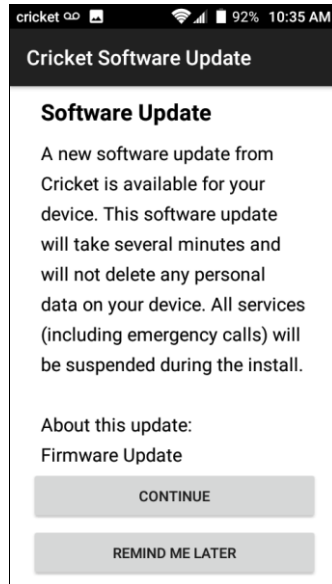 cricket 92% 10:35 AM
Cricket Software Update
Software Update
A new software update from
Cricket is available for your
device. This software update
will take several minutes and
will not delete any personal
data on your device. All services
(including emergency calls) will
be suspended during the install.
About this update:
Firmware Update
CONTINUE
REMIND ME LATER